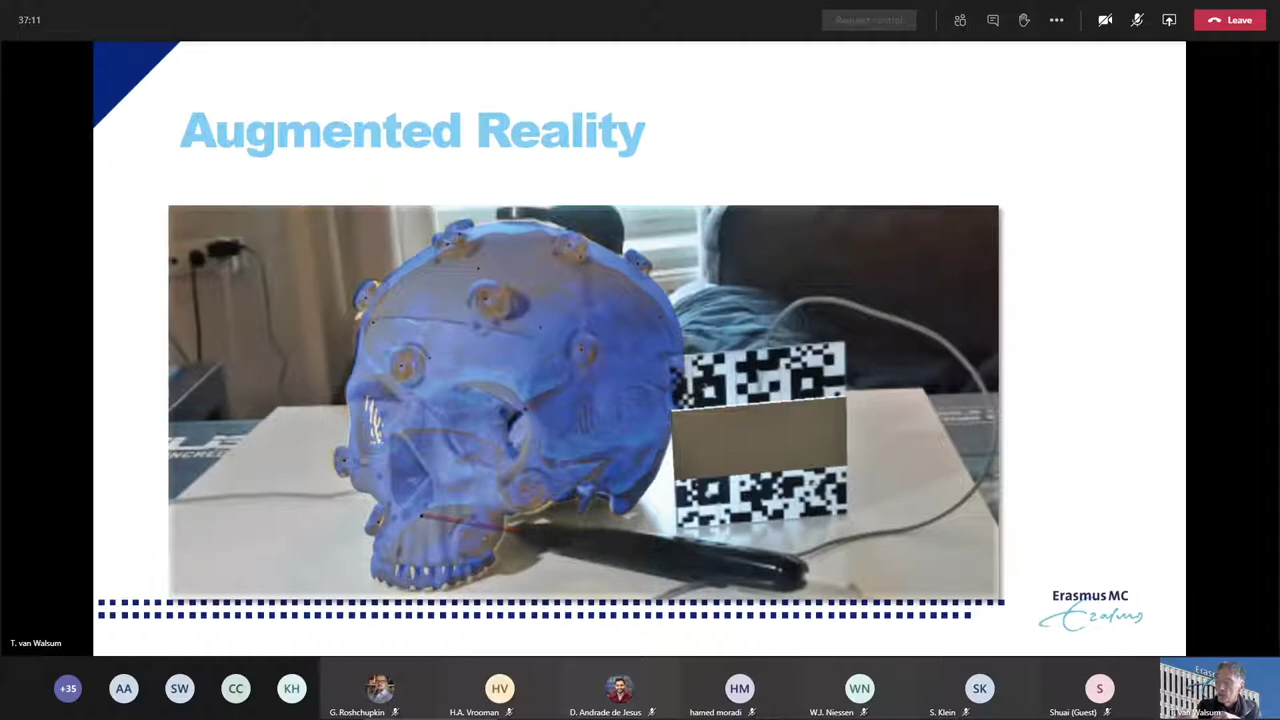 37:11
Request control
Leave
Augmented Reality
Erasmus MC
Erasmus
T. van Walsum
+35
AA
SW
CC
KH
G. Roshchupkin
HV
H.A. Vrooman
D. Andrade de Jesus
HM
hamed moradi
WN
W.J. Niessen
SK
S. Klein
S
Shuai (Guest)
T. van Walsum